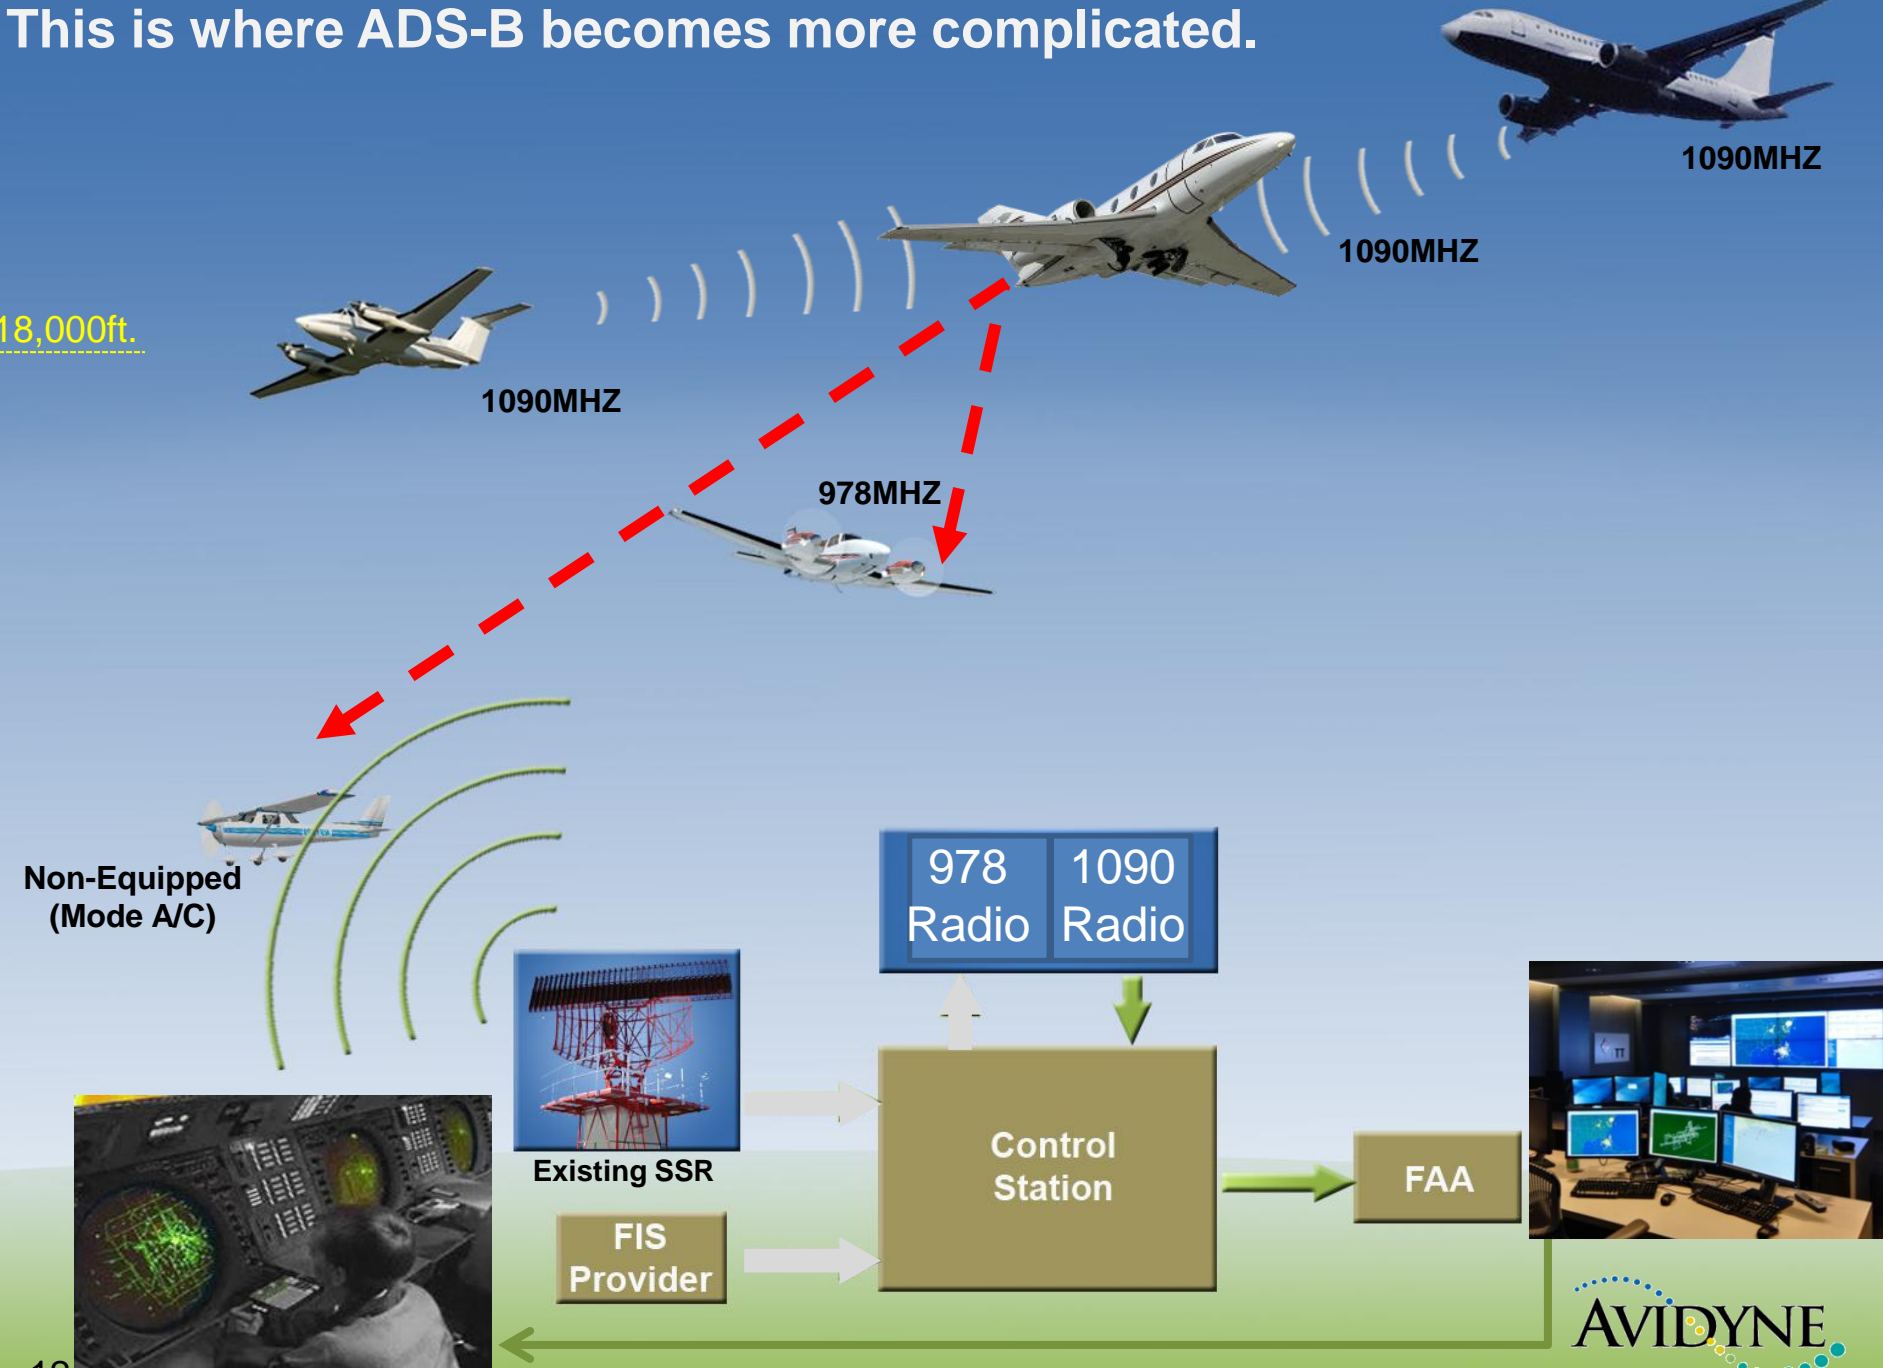 This is where ADS-B becomes more complicated.
1090MHZ
1090MHZ
18,000ft.
1090MHZ
978MHZ
Non-Equipped
(Mode A/C)
978
Radio
1090
Radio
Existing SSR
Control
Station
FAA
FIS
Provider
AVIDYNE